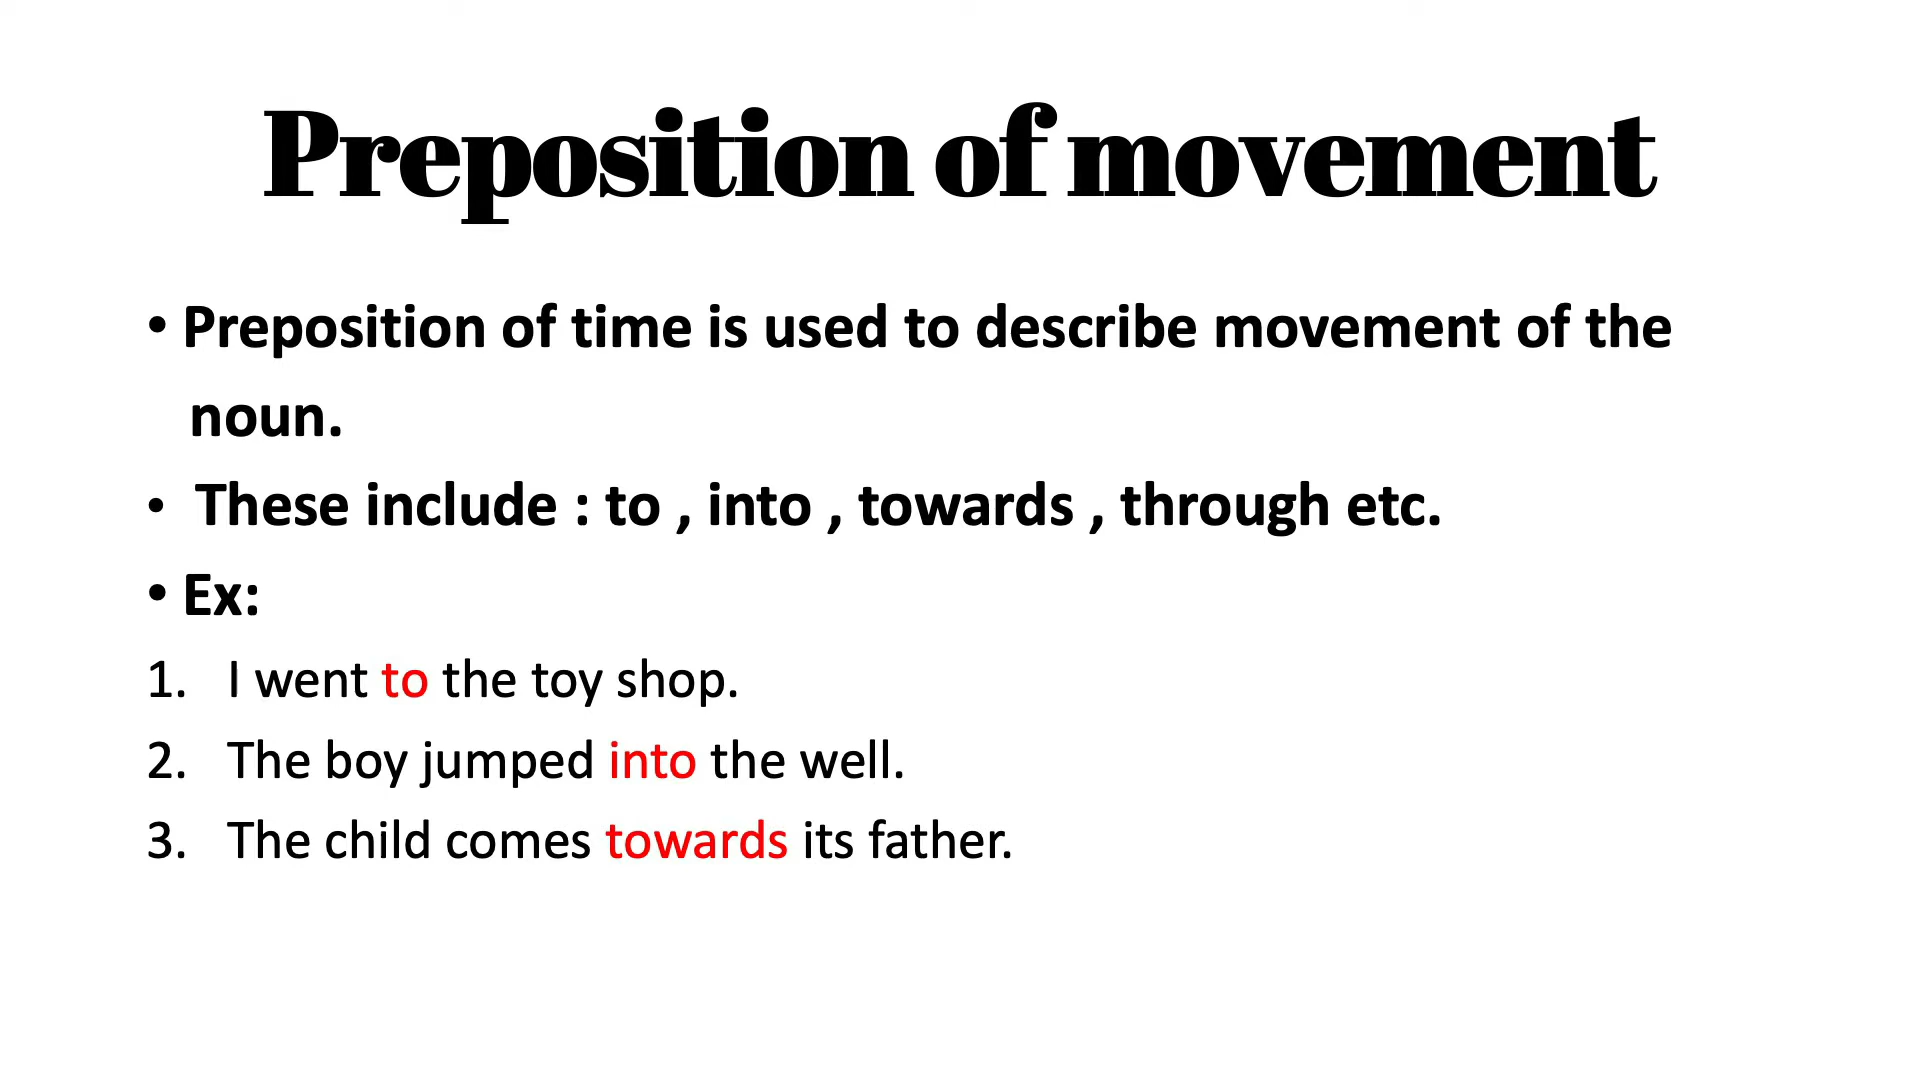 Preposition of movement
• Preposition of time is used to describe movement of the
noun.
• These include : to , into , towards , through etc.
• Ex:
1. I went to the toy shop.
2. The boy jumped into the well.
3. The child comes towards its father.